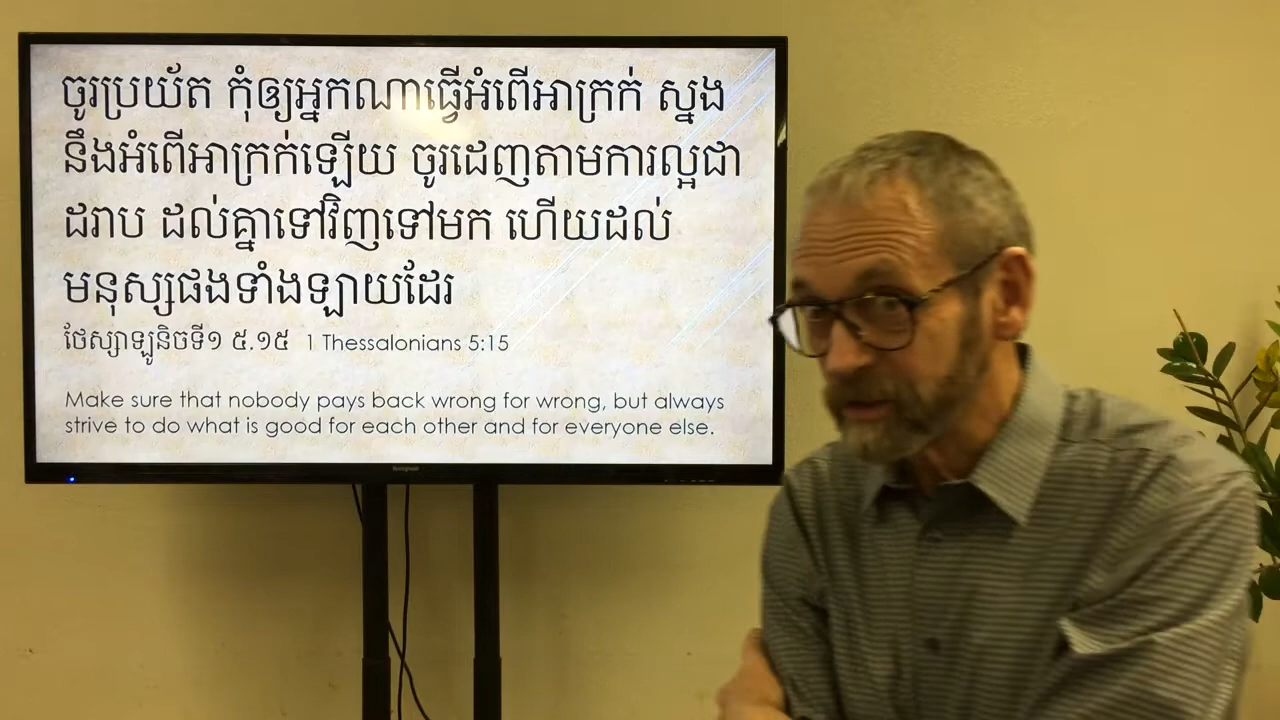 ចូរប្រយ័ត កុំឲ្យអ្នកណាធ្វើអំពើអាក្រក់ ស្នង
នឹងអំពើអាក្រក់ឡើយ ចូរដេញតាមការល្អជា
ដរាប ដល់គ្នាទៅវិញទៅមក ហើយដល់
មនុស្សផងទាំងឡាយដែរ
ថែស្សាឡូនិចទី១ ៥.១៥ 1 Thessalonians 5:15
Make sure that nobody pays back wrong for wrong, but always
strive to do what is good for each other and for everyone else.